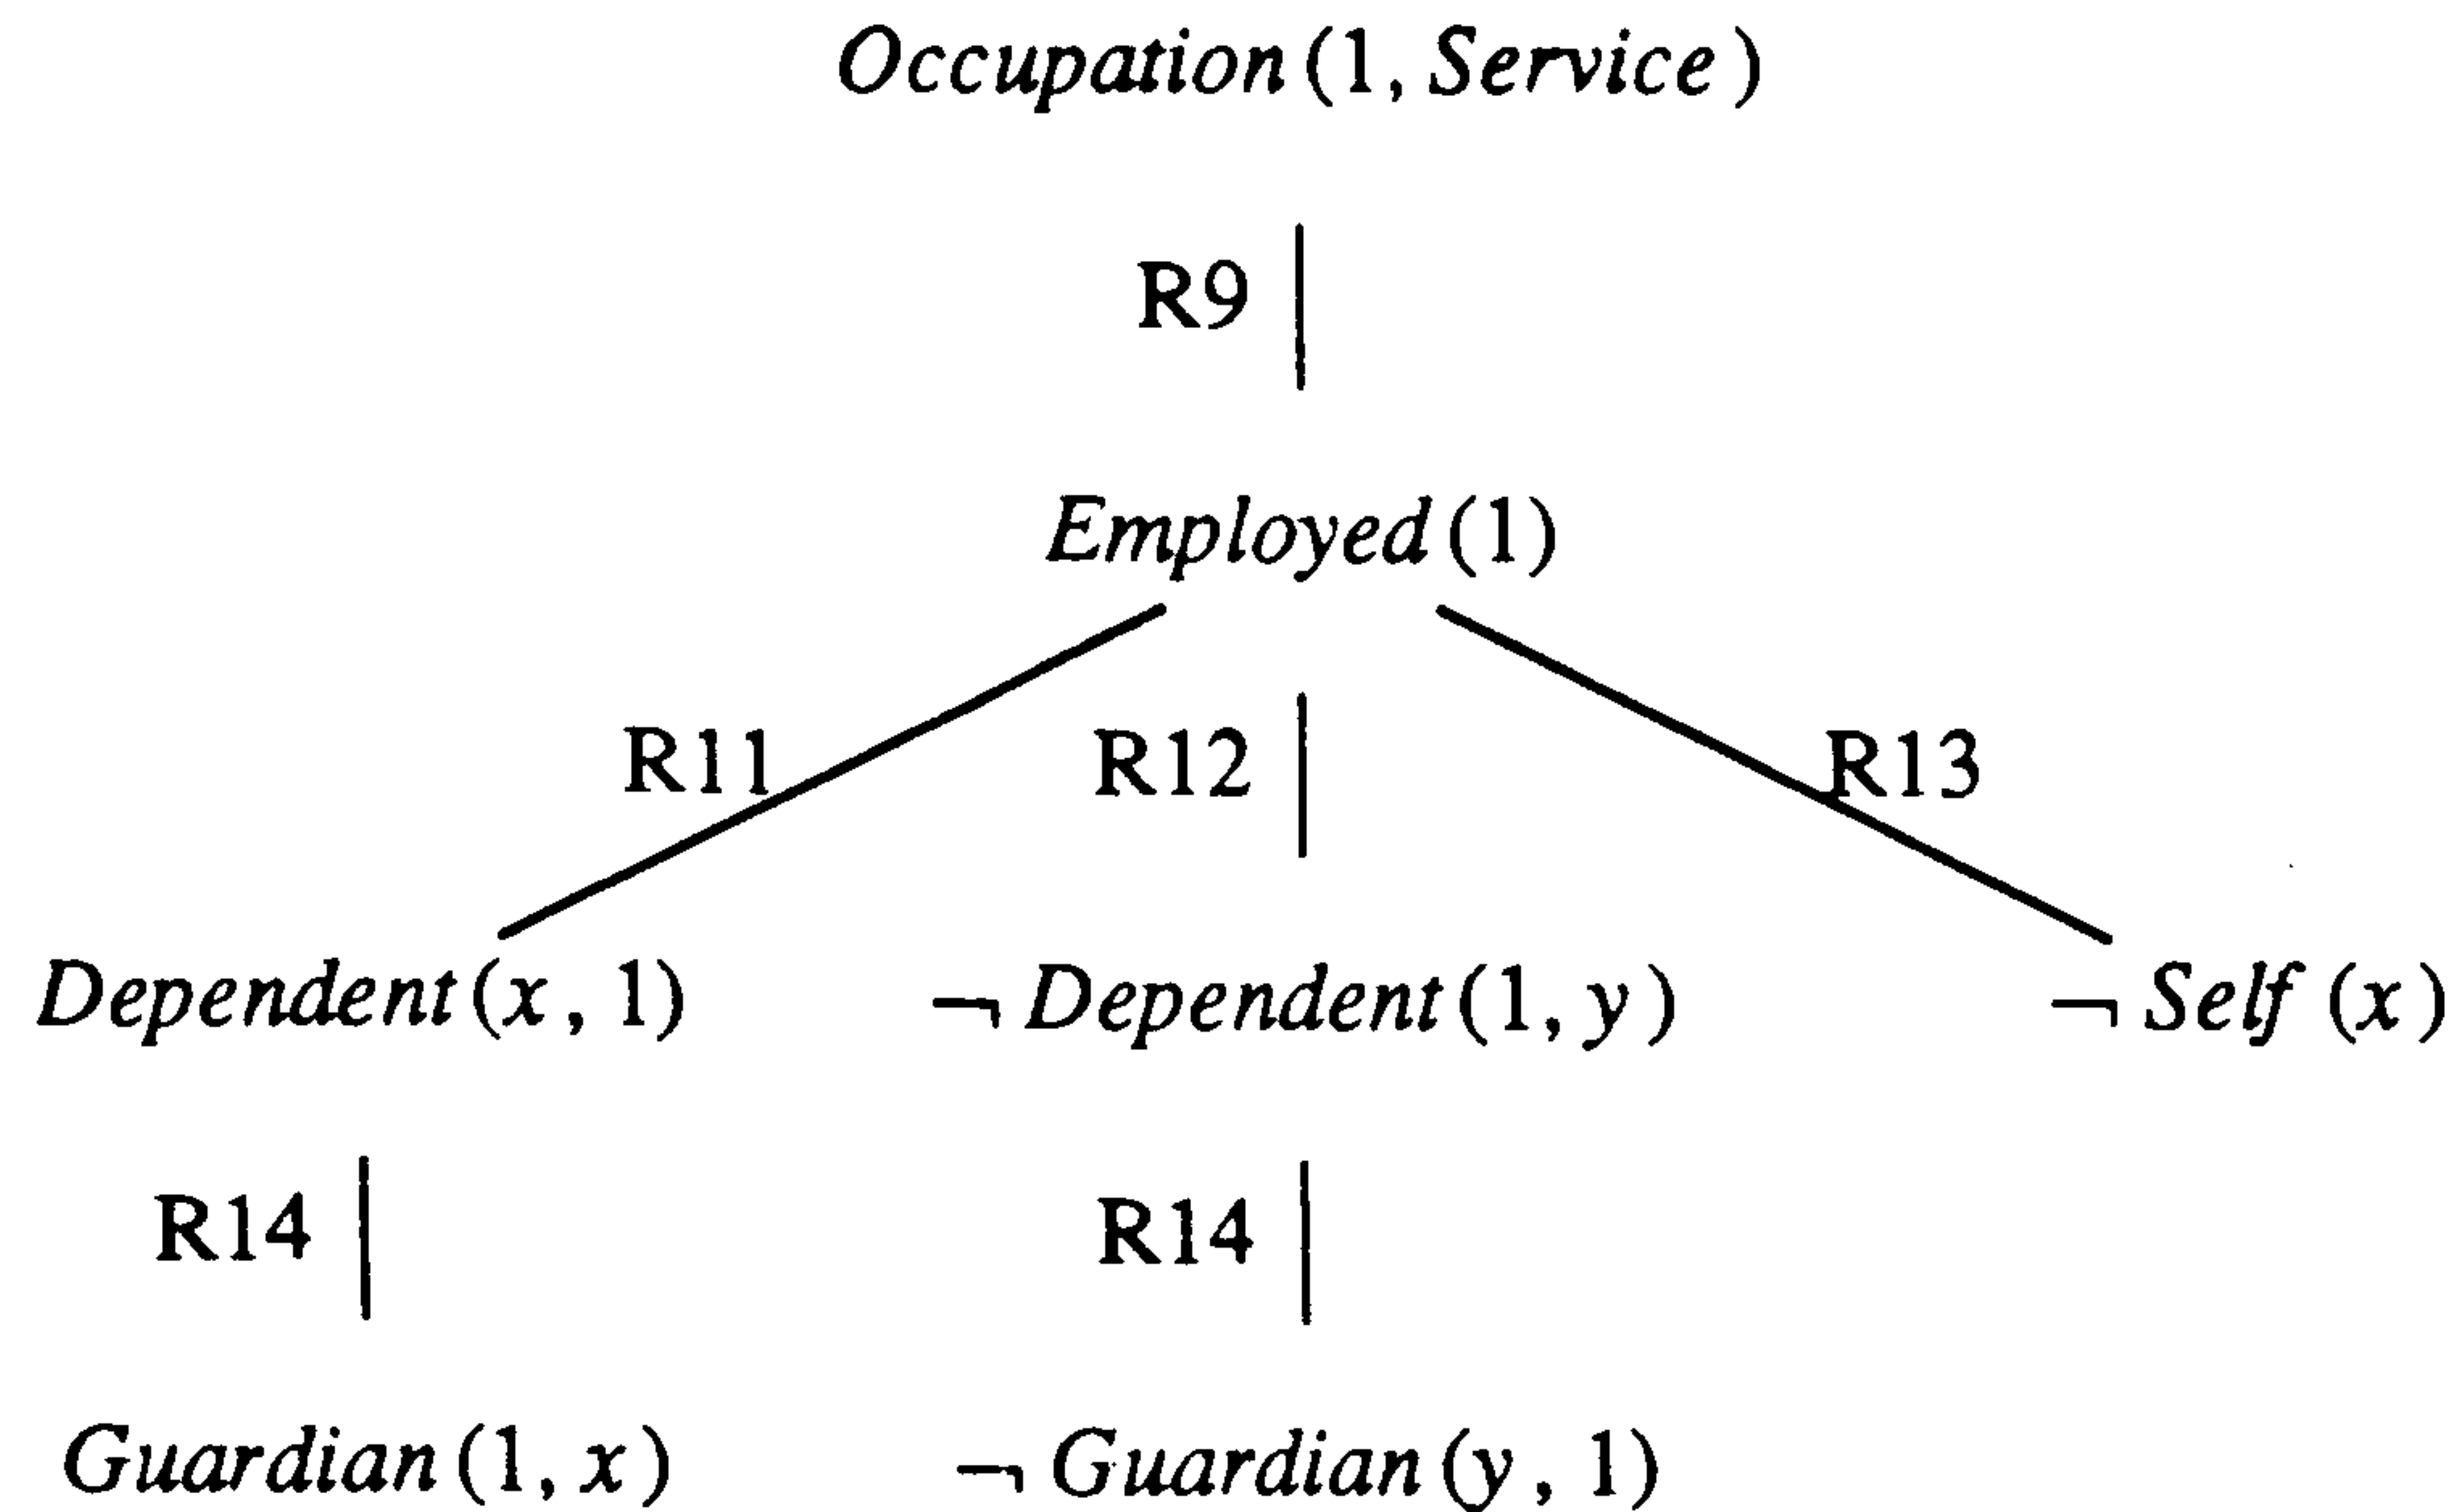 Occupation(1, Service)
R9
Employed(1)
R11 R12 R13
Dependent(x, 1) ¬ Dependent(1, y) ¬ Self (x)
R14 R14
Guardian(1, x) ¬ Guardian(y, 1)